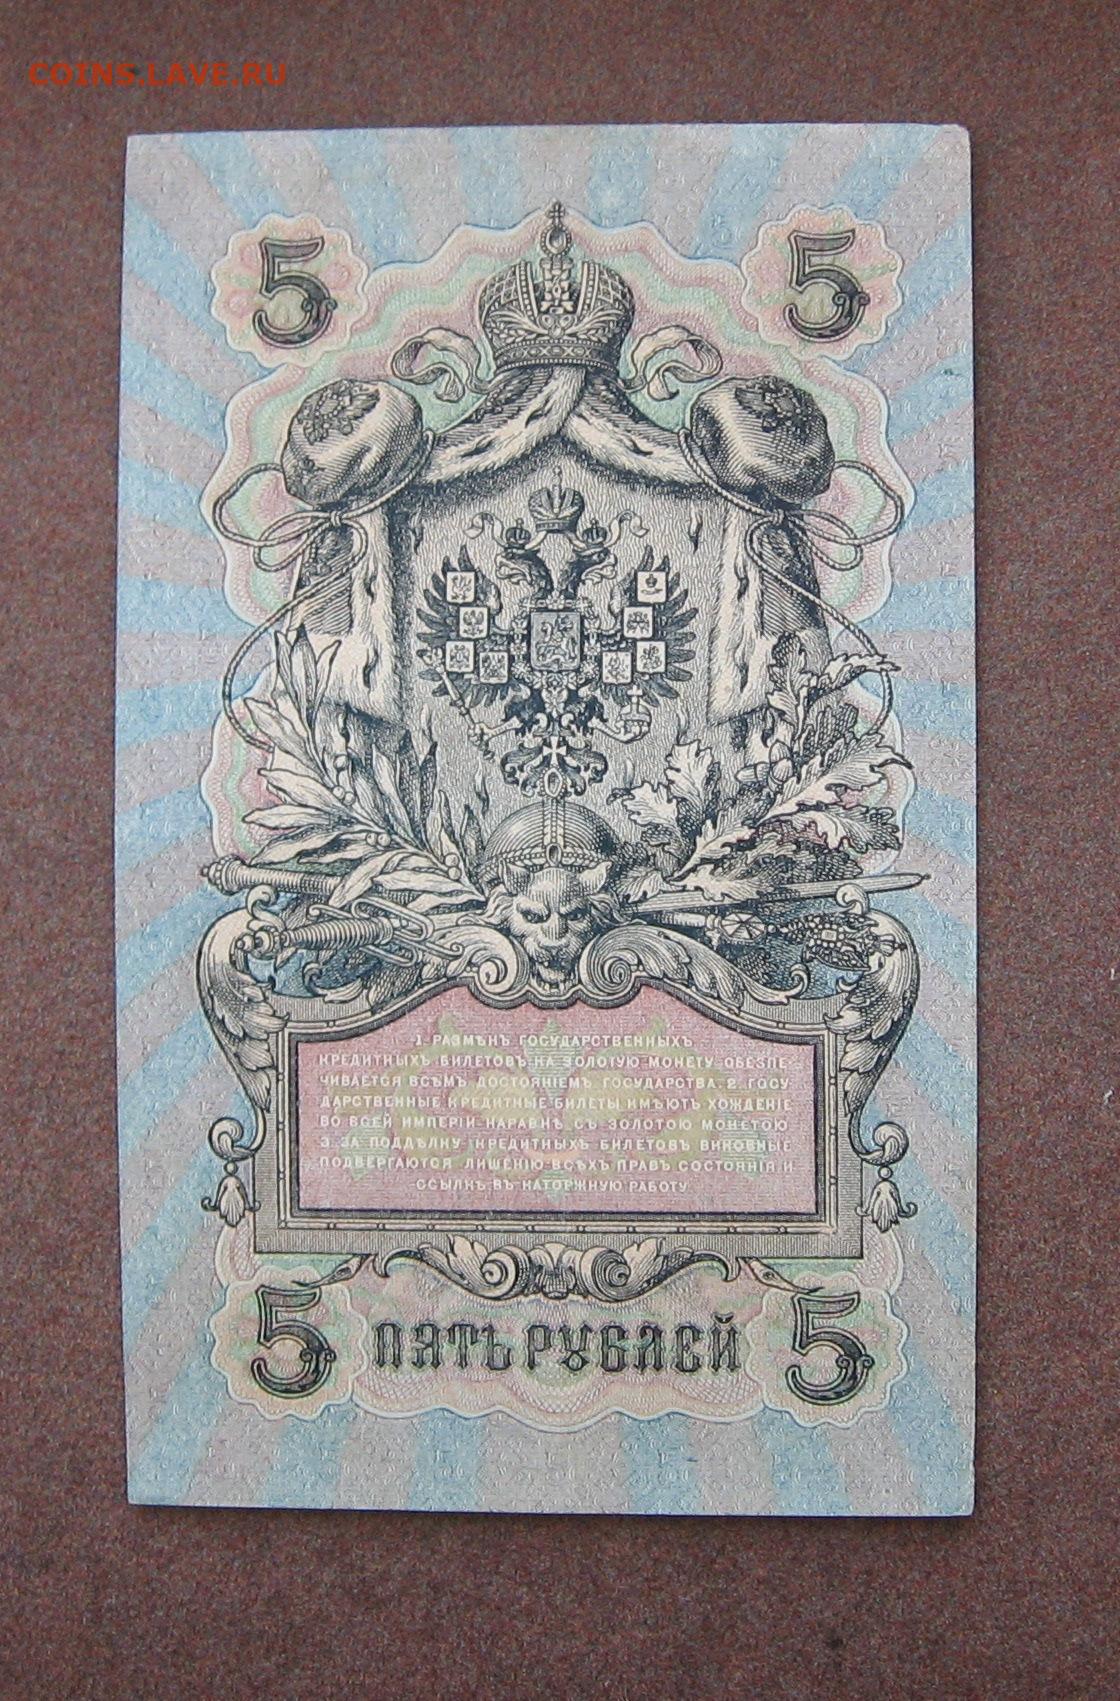 COINS.LAVE.RU
5 5
1. РАЗМѢНЪ ГОСУДАРСТВЕННЫХЪ
КРЕДИТНЫХЪ БИЛЕТОВЪ НА ЗОЛОТУЮ МОНЕТУ ОБЕЗПЕ-
ЧИВАЕТСЯ ВСѢМЪ ДОСТОЯНІЕМЪ ГОСУДАРСТВА. 2. ГОСУ-
ДАРСТВЕННЫЕ КРЕДИТНЫЕ БИЛЕТЫ ИМѢЮТЪ ХОЖДЕНІЕ
ВО ВСЕЙ ИМПЕРІИ НАРАВНѢ СЪ ЗОЛОТОЮ МОНЕТОЮ
3. ЗА ПОДДѢЛКУ КРЕДИТНЫХЪ БИЛЕТОВЪ ВИНОВНЫЕ
ПОДВЕРГАЮТСЯ ЛИШЕНІЮ ВСѢХЪ ПРАВЪ СОСТОЯНІЯ И
ССЫЛКѢ ВЪ КАТОРЖНУЮ РАБОТУ
5 ПЯТЬ РУБЛЕЙ 5